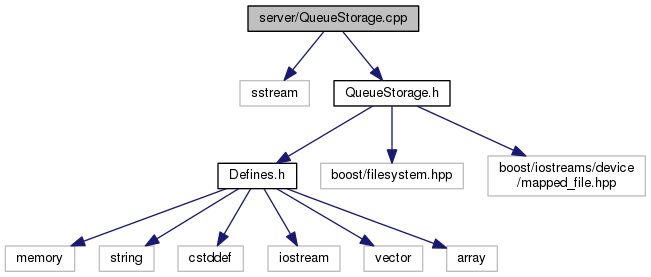 server/QueueStorage.cpp
sstream
QueueStorage.h
Defines.h
boost/filesystem.hpp
boost/iostreams/device
/mapped_file.hpp
memory
string
cstddef
iostream
vector
array